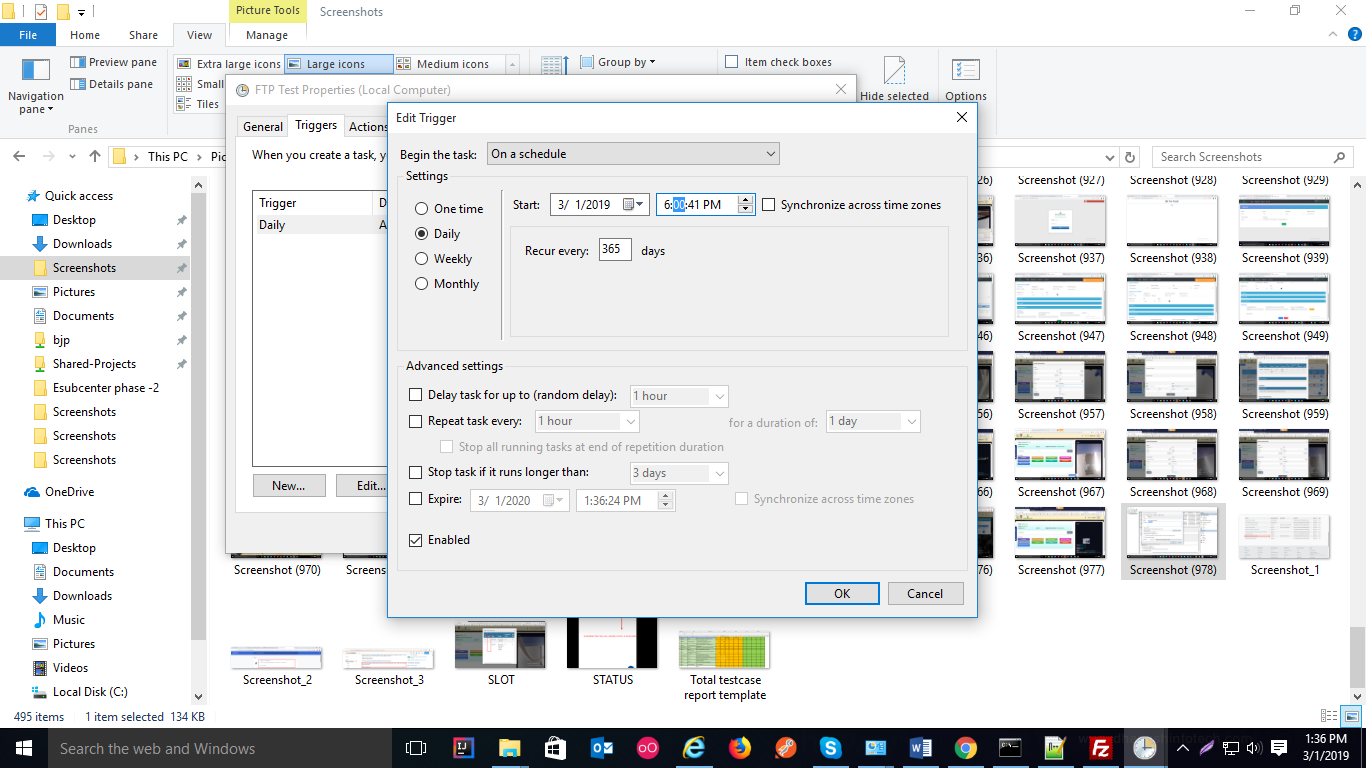 Picture Tools
Screenshots
File
Home
Share
View
Manage
Preview pane
Details pane
Navigation
pane
Panes
Extra large icons
Large icons
Medium icons
Small
Tiles
Group by
Item check boxes
Hide selected
Options
FTP Test Properties (Local Computer)
General
Triggers
Actions
When you create a task,
Trigger
Daily
New...
Edit...
Edit Trigger
Begin the task: On a schedule
Settings
One time
Daily
Weekly
Monthly
Start: 3/ 1/2019 6:00:41 PM Synchronize across time zones
Recur every: 365 days
Advanced settings
Delay task for up to (random delay): 1 hour
Repeat task every: 1 hour for a duration of: 1 day
Stop all running tasks at end of repetition duration
Stop task if it runs longer than: 3 days
Expire: 3/ 1/2020 1:36:24 PM Synchronize across time zones
Enabled
OK Cancel
This PC
Search Screenshots
Quick access
Desktop
Downloads
Screenshots
Pictures
Documents
bjp
Shared-Projects
Esubcenter phase -2
Screenshots
Screenshots
Screenshots
OneDrive
This PC
Desktop
Documents
Downloads
Music
Pictures
Videos
Local Disk (C:)
Screenshot (927) Screenshot (928) Screenshot (929)
Screenshot (937) Screenshot (938) Screenshot (939)
Screenshot (947) Screenshot (948) Screenshot (949)
Screenshot (957) Screenshot (958) Screenshot (959)
Screenshot (967) Screenshot (968) Screenshot (969)
Screenshot (970)
Screenshot (977) Screenshot (978) Screenshot_1
Screenshot_2 Screenshot_3 SLOT STATUS Total testcase
report template
495 items 1 item selected 134 KB
Search the web and Windows
1:36 PM
3/1/2019